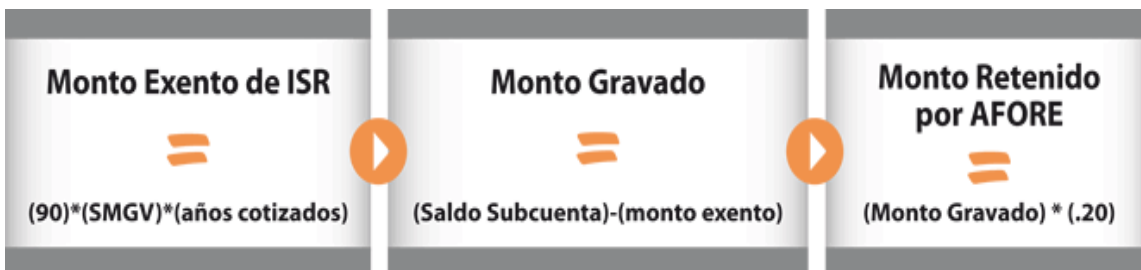 Monto Exento de ISR
=
(90)*(SMGV)*(años cotizados)
Monto Gravado
=
(Saldo Subcuenta)-(monto exento)
Monto Retenido
por AFORE
=
(Monto Gravado) * (.20)